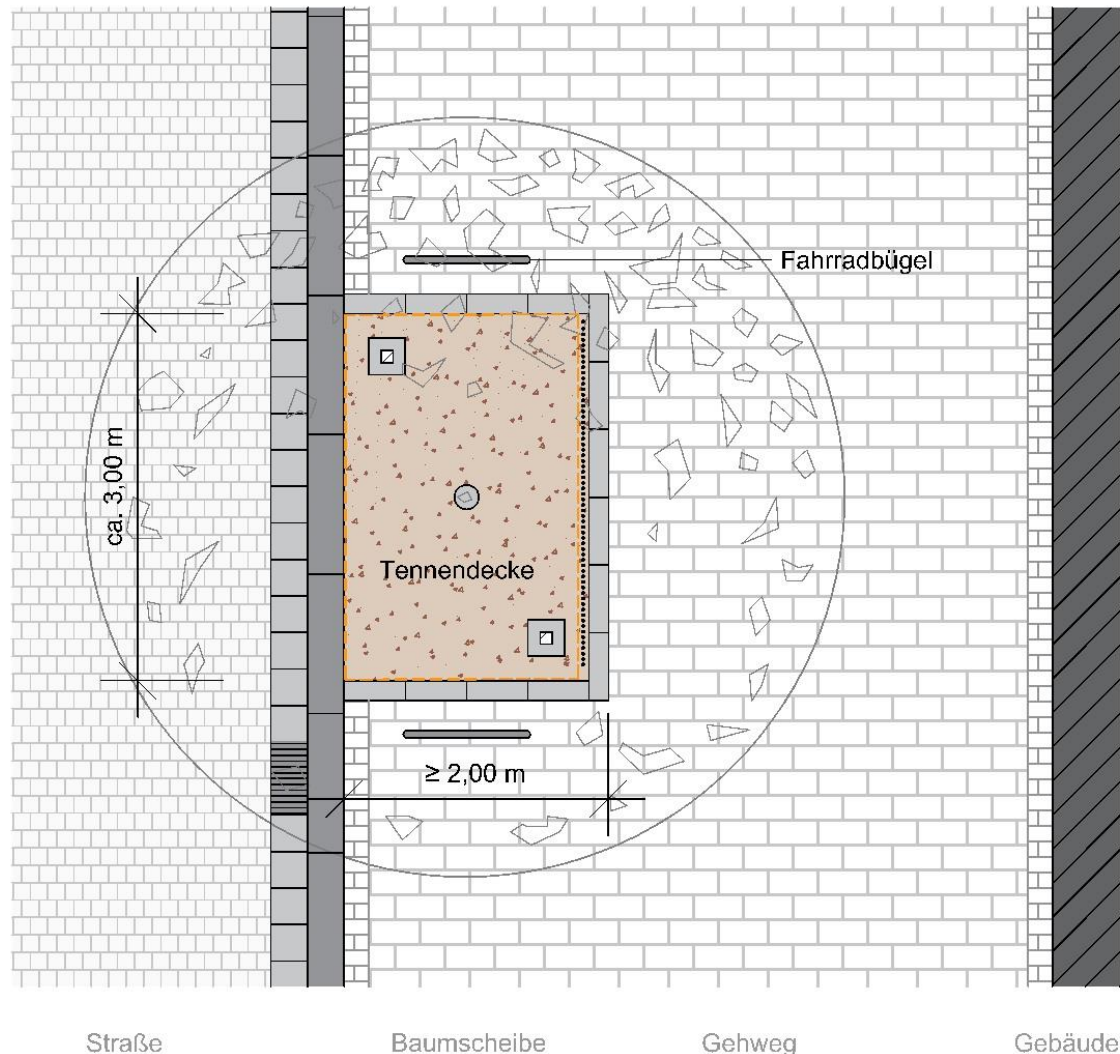 Fahrradbügel
ca. 3,00 m
Tennendecke
≥ 2,00 m
Straße
Baumscheibe
Gehweg
Gebäude